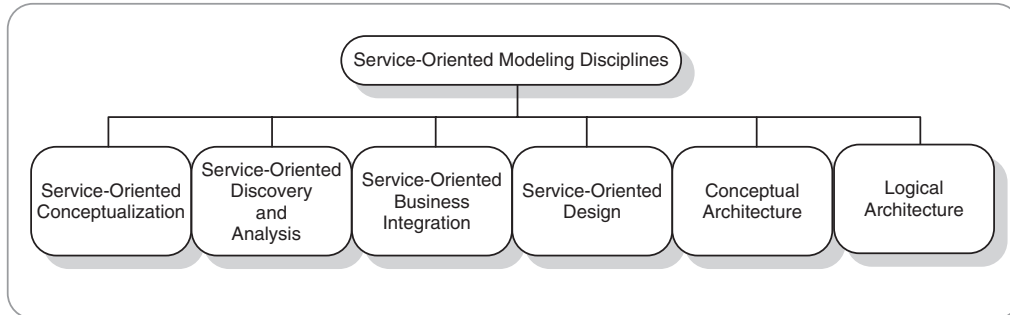 Service-Oriented Modeling Disciplines
Service-Oriented
Conceptualization
Service-Oriented
Discovery
and
Analysis
Service-Oriented
Business
Integration
Service-Oriented
Design
Conceptual
Architecture
Logical
Architecture